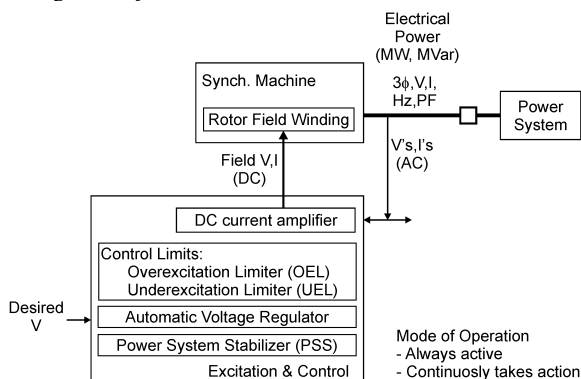 Electrical
Power
(MW, MVar)
Synch. Machine
3ϕ,V,I,
Hz,PF
Rotor Field Winding
Power
System
Field V,I
(DC)
V's,I's
(AC)
DC current amplifier
Control Limits:
Overexcitation Limiter (OEL)
Underexcitation Limiter (UEL)
Desired
V
Automatic Voltage Regulator
Power System Stabilizer (PSS)
Excitation & Control
Mode of Operation
- Always active
- Continuosly takes action